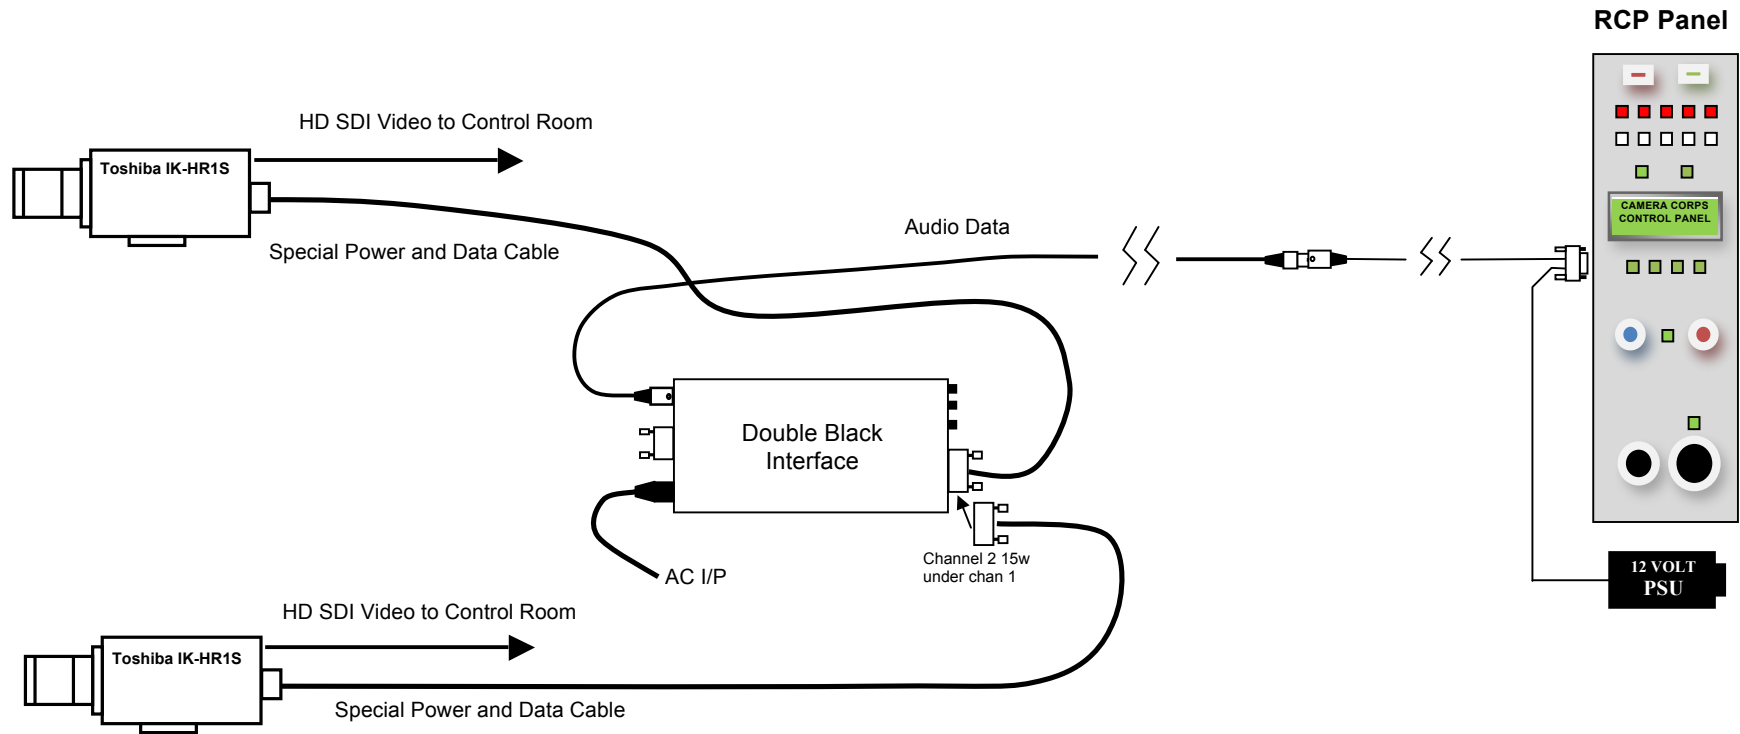 RCP Panel
HD SDI Video to Control Room
Toshiba IK-HR1S
Special Power and Data Cable
Audio Data
CAMERA CORPS
CONTROL PANEL
Double Black
Interface
Channel 2 15w
under chan 1
AC I/P
12 VOLT
PSU
HD SDI Video to Control Room
Toshiba IK-HR1S
Special Power and Data Cable